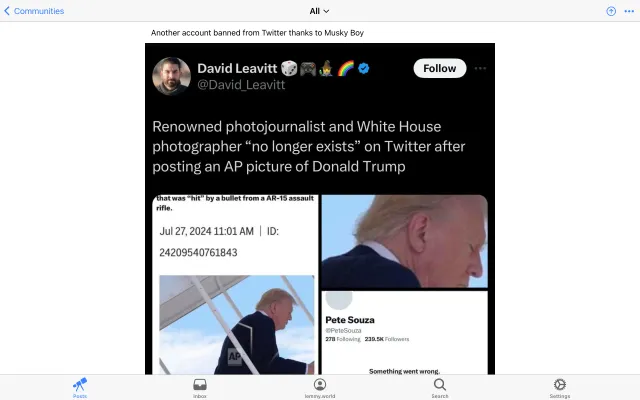 Communities
All
Another account banned from Twitter thanks to Musky Boy
David Leavitt
Follow
@David_Leavitt
Renowned photojournalist and White House
photographer “no longer exists” on Twitter after
posting an AP picture of Donald Trump
that was "hit" by a bullet from a AR-15 assault
rifle.
Jul 27, 2024 11:01 AM | ID:
24209540761843
AP
Pete Souza
@PeteSouza
278 Following 239.5K Followers
Something went wrong.
Posts
Inbox
lemmy.world
Search
Settings